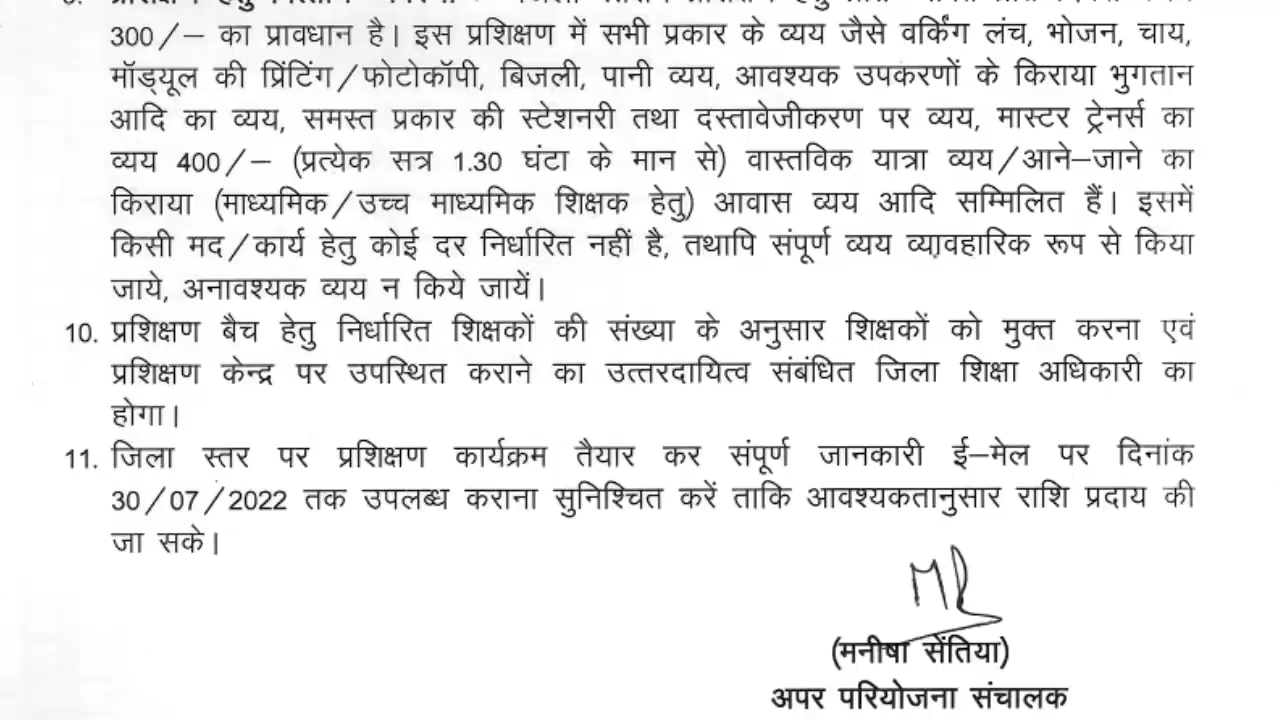 300/– का प्रावधान है। इस प्रशिक्षण में सभी प्रकार के व्यय जैसे वर्किंग लंच, भोजन, चाय,
मॉड्यूल की प्रिंटिंग/फोटोकॉपी, बिजली, पानी व्यय, आवश्यक उपकरणों के किराया भुगतान
आदि का व्यय, समस्त प्रकार की स्टेशनरी तथा दस्तावेजीकरण पर व्यय, मास्टर ट्रेनर्स का
व्यय 400/– (प्रत्येक सत्र 1.30 घंटा के मान से) वास्तविक यात्रा व्यय/आने–जाने का
किराया (माध्यमिक/उच्च माध्यमिक शिक्षक हेतु) आवास व्यय आदि सम्मिलित हैं। इसमें
किसी मद/कार्य हेतु कोई दर निर्धारित नहीं है, तथापि संपूर्ण व्यय व्यावहारिक रूप से किया
जाये, अनावश्यक व्यय न किये जायें।
10. प्रशिक्षण बैच हेतु निर्धारित शिक्षकों की संख्या के अनुसार शिक्षकों को मुक्त करना एवं
प्रशिक्षण केन्द्र पर उपस्थित कराने का उत्तरदायित्व संबंधित जिला शिक्षा अधिकारी का
होगा।
11. जिला स्तर पर प्रशिक्षण कार्यक्रम तैयार कर संपूर्ण जानकारी ई–मेल पर दिनांक
30/07/2022 तक उपलब्ध कराना सुनिश्चित करें ताकि आवश्यकतानुसार राशि प्रदाय की
जा सके।
(मनीषा सेंतिया)
अपर परियोजना संचालक